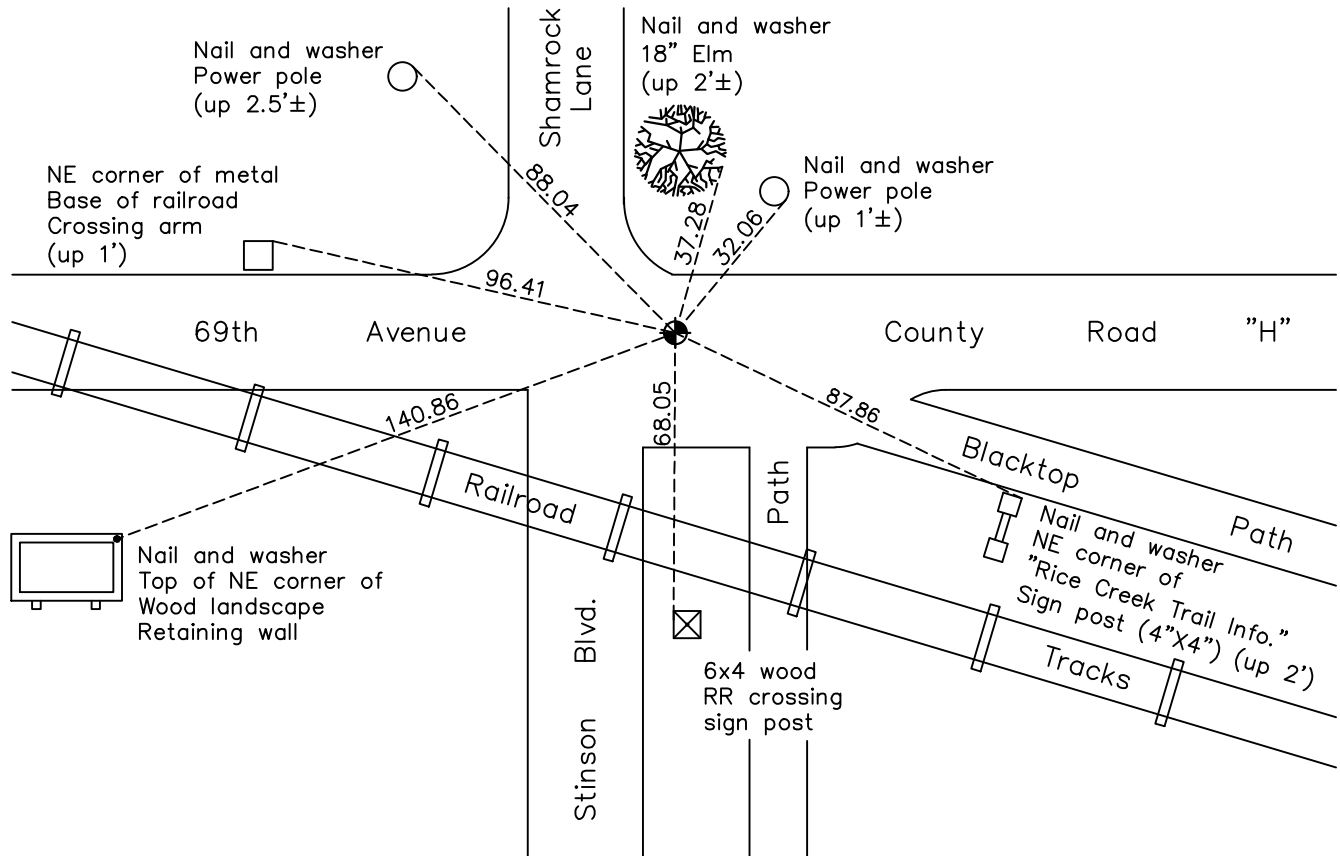 Nail and washer
Power pole
(up 2.5'±)
Shamrock
Lane
Nail and washer
18" Elm
(up 2'±)
NE corner of metal
Base of railroad
Crossing arm
(up 1')
Nail and washer
Power pole
(up 1'±)
88.04
37.28
32.06
96.41
69th Avenue
County Road "H"
140.86
68.05
87.86
Railroad
Path
Blacktop
Path
Nail and washer
Top of NE corner of
Wood landscape
Retaining wall
Nail and washer
NE corner of
"Rice Creek Trail Info."
Sign post (4"X4") (up 2')
Tracks
6x4 wood
RR crossing
sign post
Stinson Blvd.